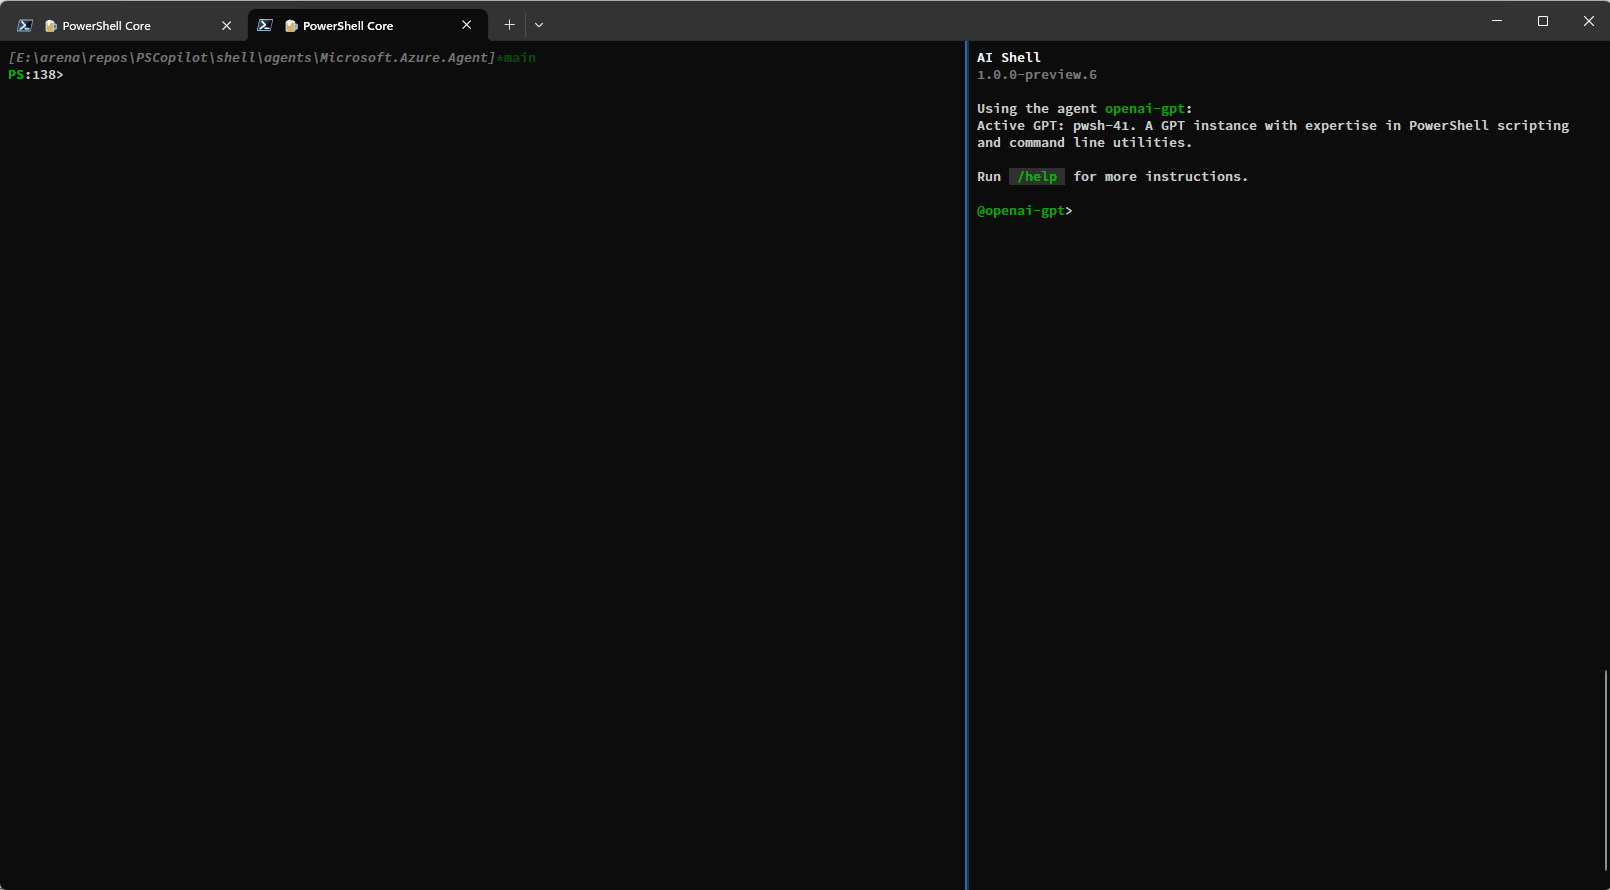 PowerShell Core
PowerShell Core
[E:\arena\repos\PSCopilot\shell\agents\Microsoft.Azure.Agent]*main
PS:138>
AI Shell
1.0.0-preview.6
Using the agent openai-gpt:
Active GPT: pwsh-41. A GPT instance with expertise in PowerShell scripting
and command line utilities.
Run /help for more instructions.
@openai-gpt>